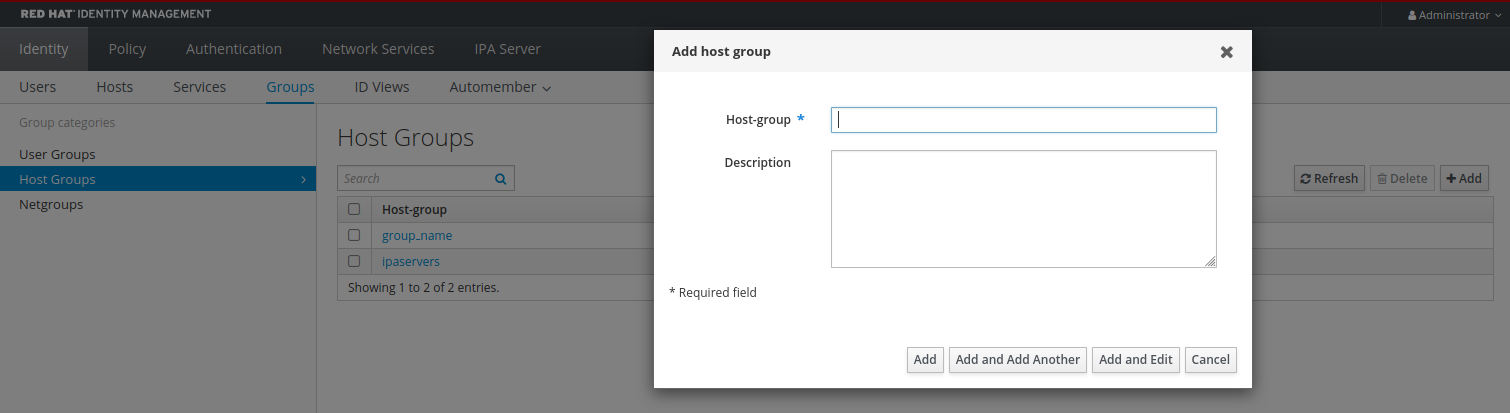 RED HAT® IDENTITY MANAGEMENT
Administrator
Identity Policy Authentication Network Services IPA Server
Users Hosts Services Groups ID Views Automember
Group categories
User Groups
Host Groups
Netgroups
Host Groups
Search
Refresh Delete Add
Host-group
group_name
ipaservers
Showing 1 to 2 of 2 entries.
Add host group
Host-group *
Description
* Required field
Add Add and Add Another Add and Edit Cancel